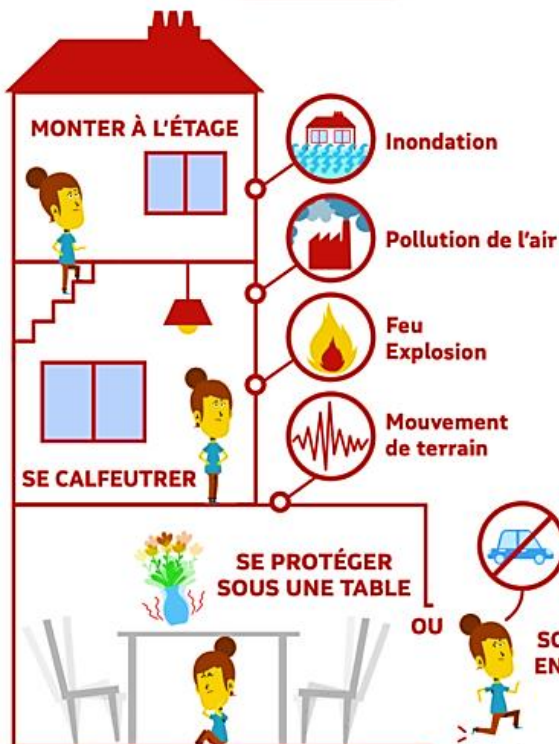 MONTER À L'ÉTAGE
Inondation
Pollution de l'air
Feu
Explosion
Mouvement
de terrain
SE CALFEUTRER
SE PROTÉGER
SOUS UNE TABLE
OU
EN